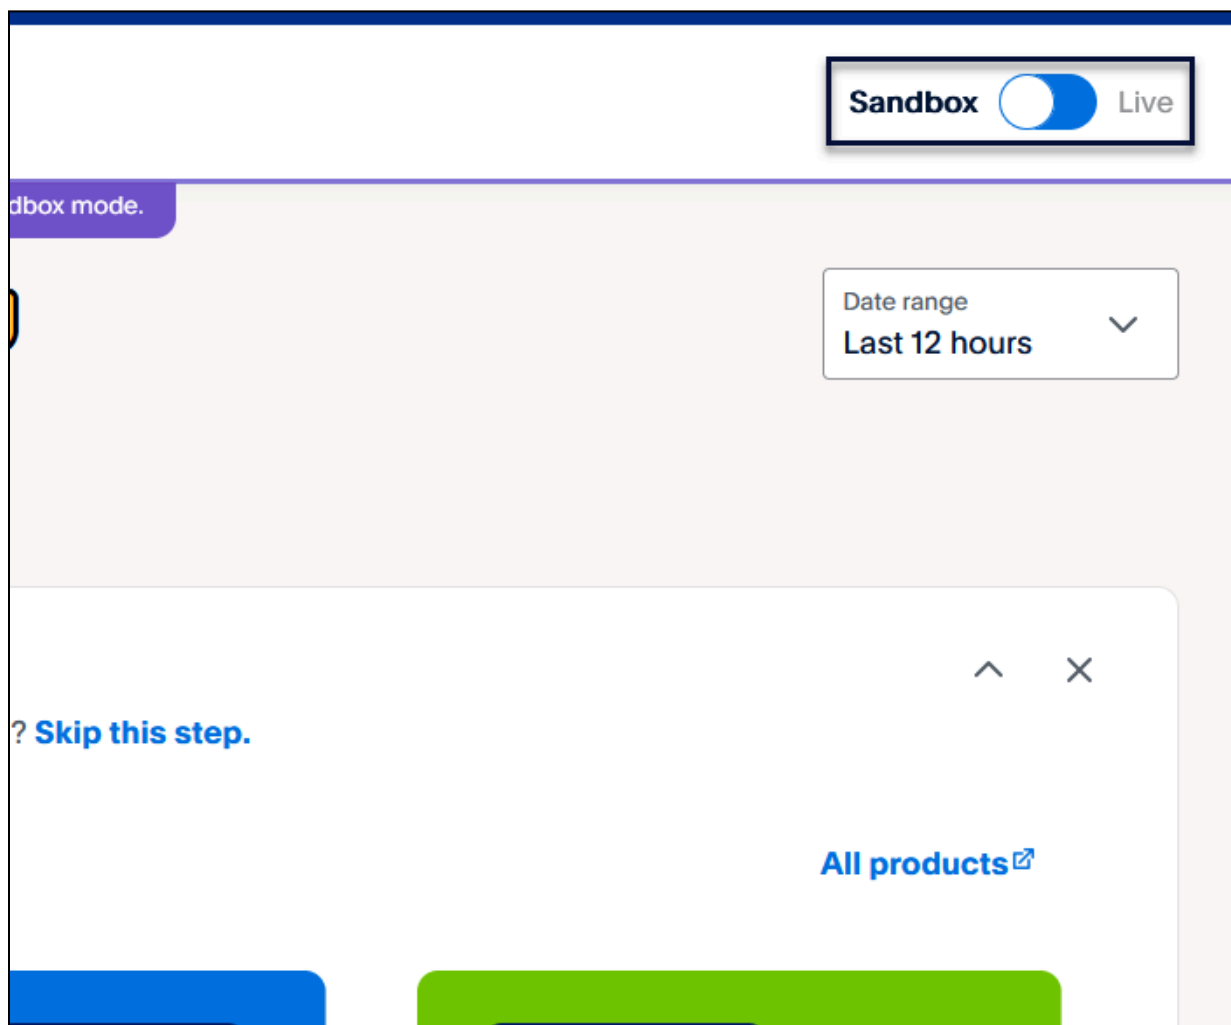 Sandbox Live
dbox mode.
Date range
Last 12 hours
? Skip this step.
All products